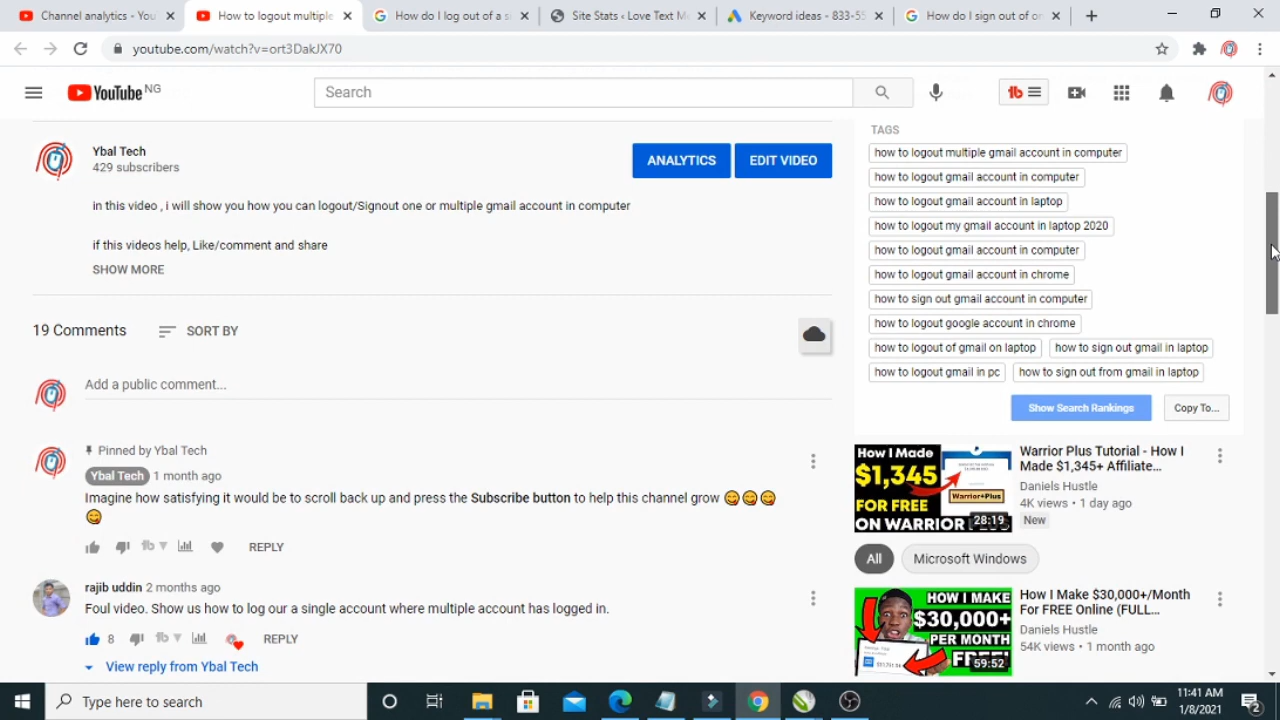 Channel analytics - You
How to logout multiple
How do I log out of a s
Site Stats ‹ Love Text M
Keyword ideas - 833-5
How do I sign out of o
youtube.com/watch?v=ort3DakJX70
YouTube NG
Search
TAGS
Ybal Tech
429 subscribers
ANALYTICS
EDIT VIDEO
in this video , i will show you how you can logout/Signout one or multiple gmail account in computer
if this videos help, Like/comment and share
SHOW MORE
how to logout multiple gmail account in computer
how to logout gmail account in computer
how to logout gmail account in laptop
how to logout my gmail account in laptop 2020
how to logout gmail account in computer
how to logout gmail account in chrome
how to sign out gmail account in computer
how to logout google account in chrome
how to logout of gmail on laptop
how to sign out gmail in laptop
how to logout gmail in pc
how to sign out from gmail in laptop
Show Search Rankings
Copy To...
19 Comments
SORT BY
Add a public comment...
Pinned by Ybal Tech
Ybal Tech 1 month ago
Imagine how satisfying it would be to scroll back up and press the Subscribe button to help this channel grow
REPLY
rajib uddin 2 months ago
Foul video. Show us how to log our a single account where multiple account has logged in.
8
REPLY
View reply from Ybal Tech
How I Made
$1,345
FOR FREE
ON WARRIOR PLUS
Warrior+Plus
28:19
Warrior Plus Tutorial - How I
Made $1,345+ Affiliate...
Daniels Hustle
4K views • 1 day ago
New
All
Microsoft Windows
HOW I MAKE
$30,000+
PER MONTH
FREE!
59:52
How I Make $30,000+/Month
For FREE Online (FULL...
Daniels Hustle
54K views • 1 month ago
Type here to search
11:41 AM
1/8/2021
2